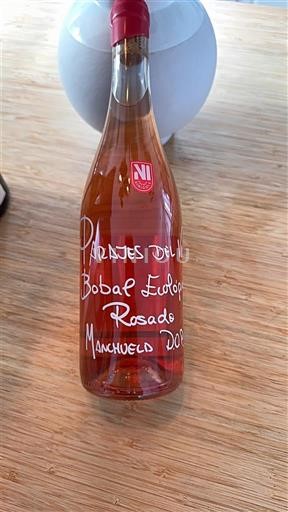 NI
PARAJES DEL
Bobal
Rosado
MANCHUELA